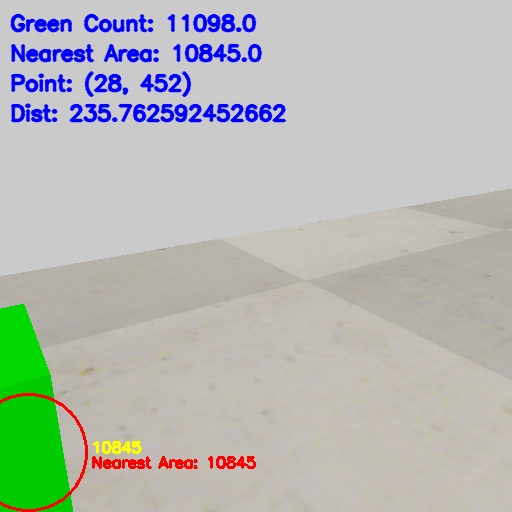 Green Count: 11098.0
Nearest Area: 10845.0
Point: (28, 452)
Dist: 235.762592452662
10845
Nearest Area: 10845